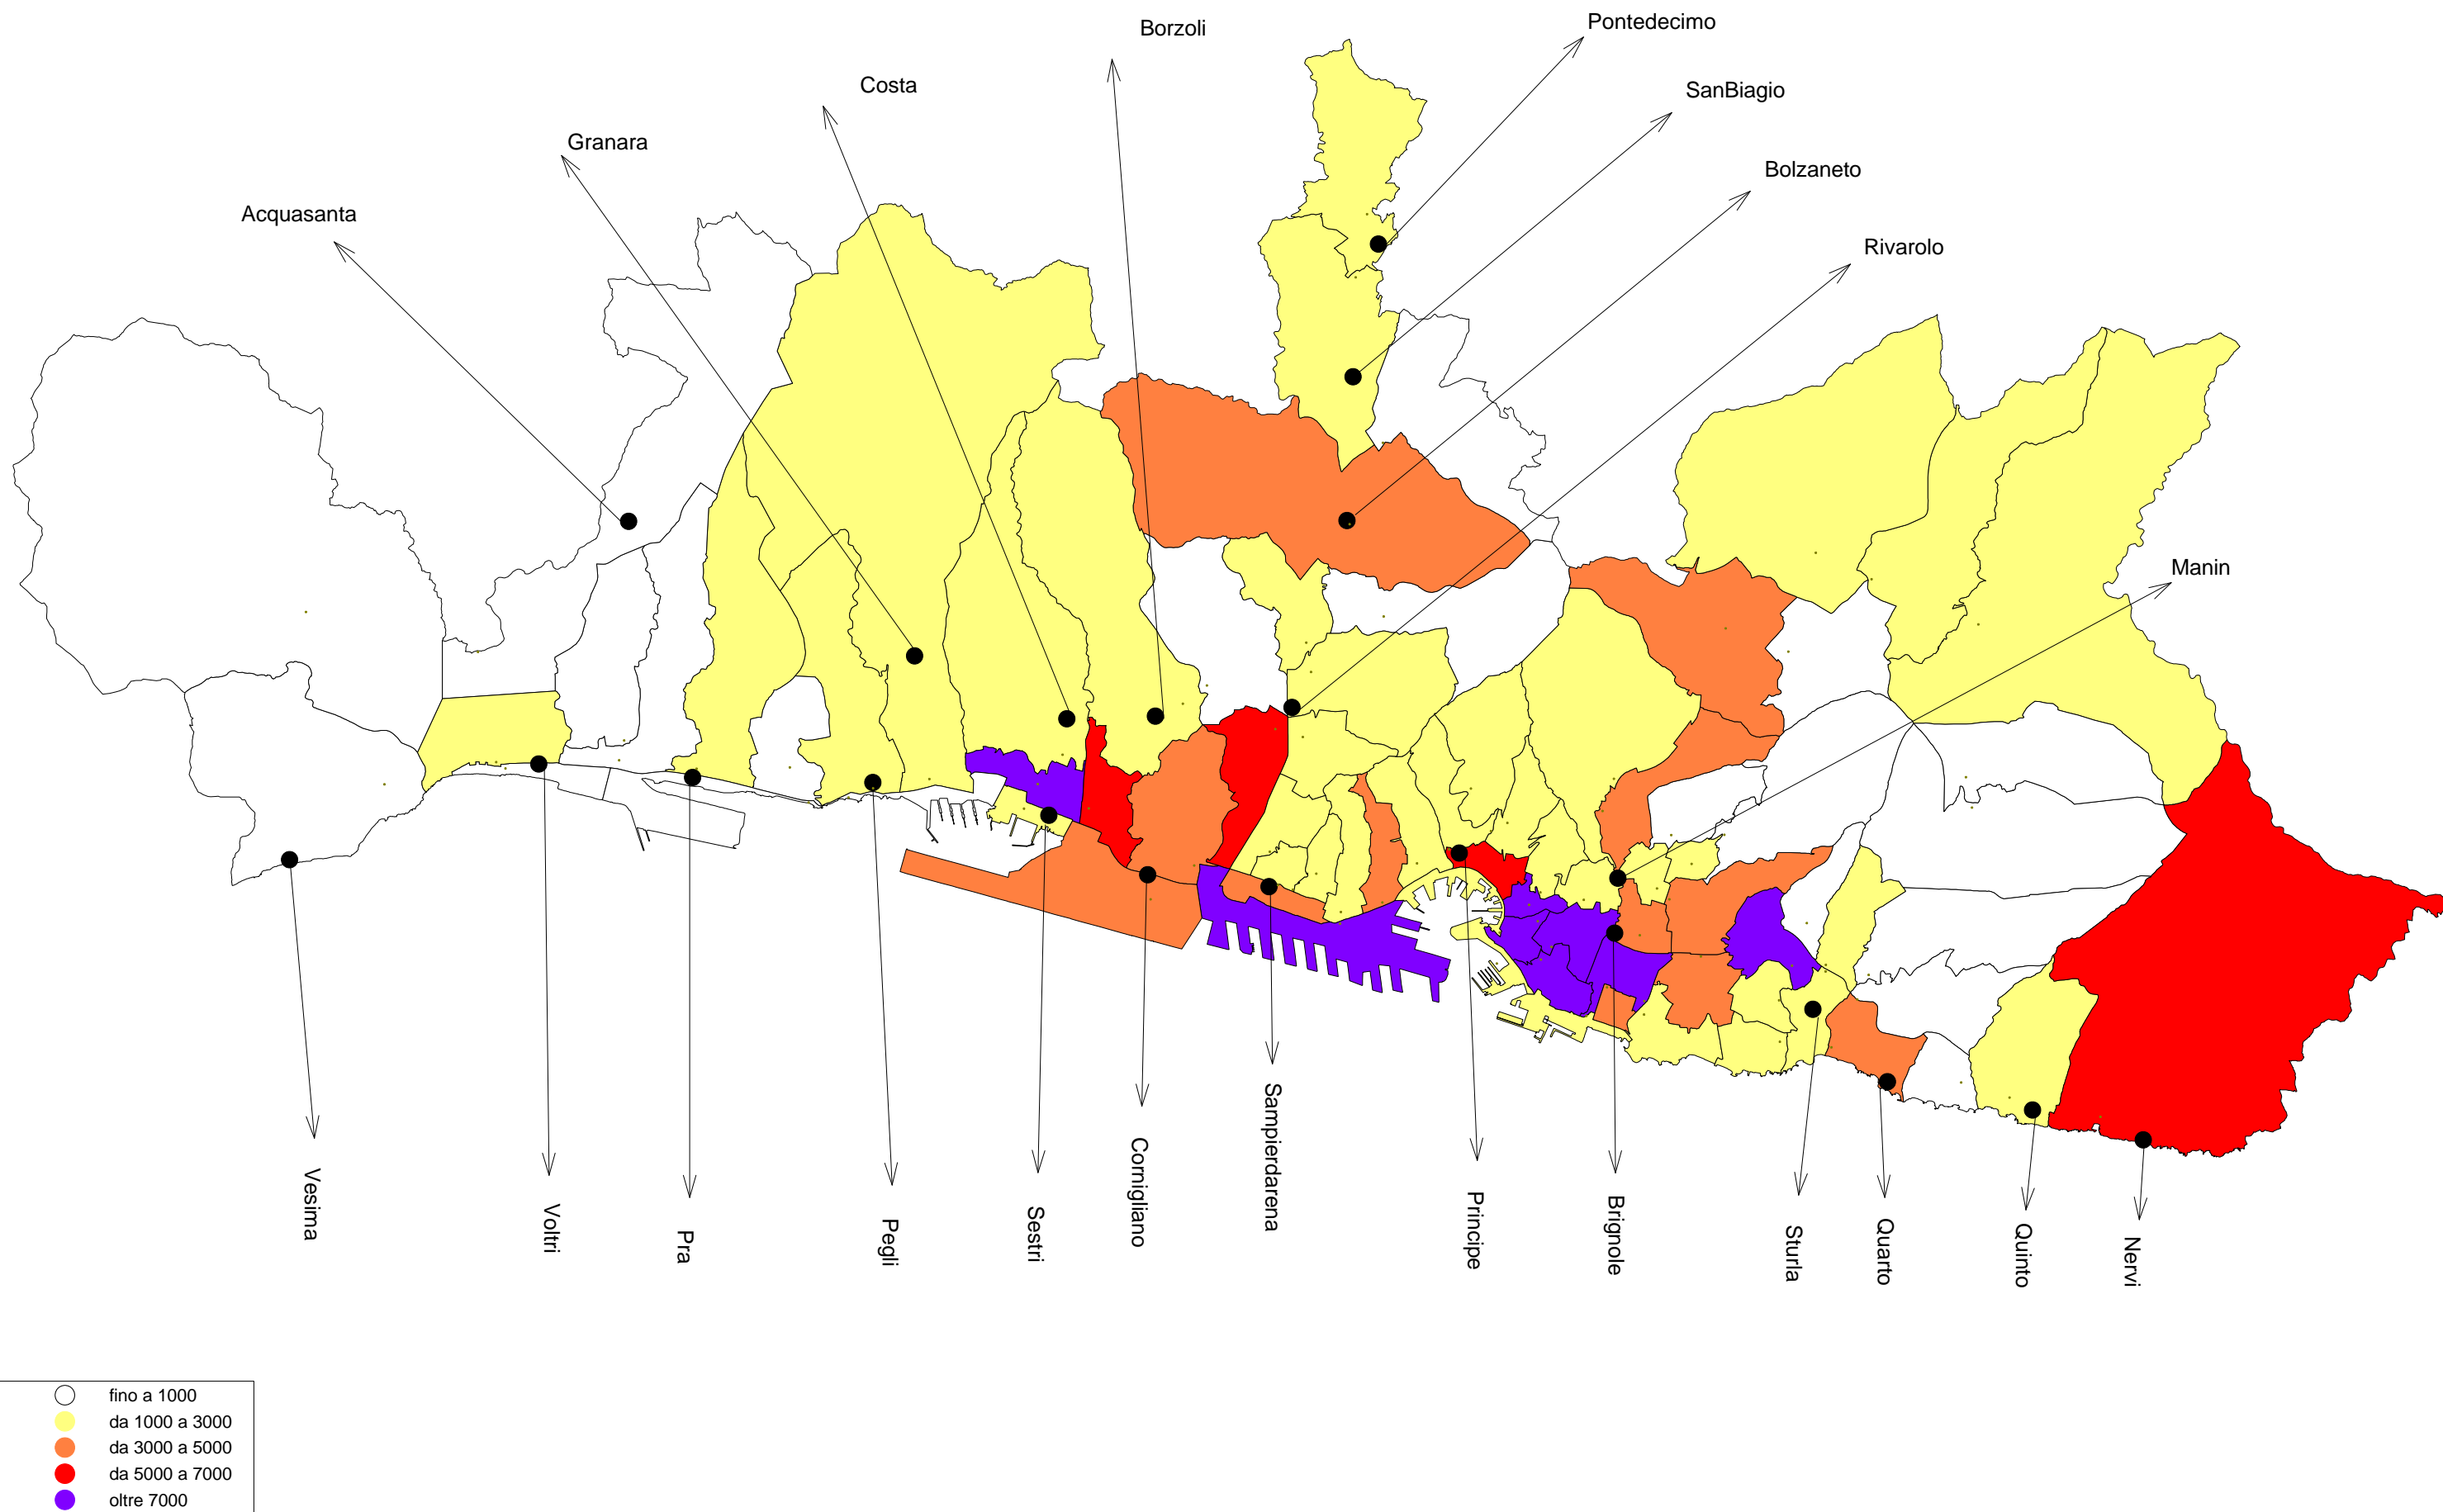 Pontedecimo
Borzoli
Costa
SanBiagio
Granara
Bolzaneto
Acquasanta
Rivarolo
Manin
Vesima
Voltri
Pra
Pegli
Sestri
Cornigliano
Sampierdarena
Principe
Brignole
Sturla
Quarto
Quinto
Nervi
fino a 1000
da 1000 a 3000
da 3000 a 5000
da 5000 a 7000
oltre 7000